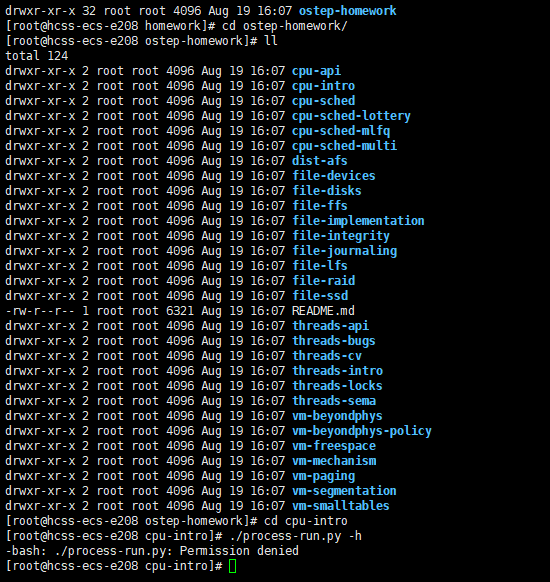 drwxr-xr-x 32 root root 4096 Aug 19 16:07 ostep-homework
[root@hcss-ecs-e208 homework]# cd ostep-homework/
[root@hcss-ecs-e208 ostep-homework]# ll
total 124
drwxr-xr-x 2 root root 4096 Aug 19 16:07 cpu-api
drwxr-xr-x 2 root root 4096 Aug 19 16:07 cpu-intro
drwxr-xr-x 2 root root 4096 Aug 19 16:07 cpu-sched
drwxr-xr-x 2 root root 4096 Aug 19 16:07 cpu-sched-lottery
drwxr-xr-x 2 root root 4096 Aug 19 16:07 cpu-sched-mlfq
drwxr-xr-x 2 root root 4096 Aug 19 16:07 cpu-sched-multi
drwxr-xr-x 2 root root 4096 Aug 19 16:07 dist-afs
drwxr-xr-x 2 root root 4096 Aug 19 16:07 file-devices
drwxr-xr-x 2 root root 4096 Aug 19 16:07 file-disks
drwxr-xr-x 2 root root 4096 Aug 19 16:07 file-ffs
drwxr-xr-x 2 root root 4096 Aug 19 16:07 file-implementation
drwxr-xr-x 2 root root 4096 Aug 19 16:07 file-integrity
drwxr-xr-x 2 root root 4096 Aug 19 16:07 file-journaling
drwxr-xr-x 2 root root 4096 Aug 19 16:07 file-lfs
drwxr-xr-x 2 root root 4096 Aug 19 16:07 file-raid
drwxr-xr-x 2 root root 4096 Aug 19 16:07 file-ssd
-rw-r--r-- 1 root root 6321 Aug 19 16:07 README.md
drwxr-xr-x 2 root root 4096 Aug 19 16:07 threads-api
drwxr-xr-x 2 root root 4096 Aug 19 16:07 threads-bugs
drwxr-xr-x 2 root root 4096 Aug 19 16:07 threads-cv
drwxr-xr-x 2 root root 4096 Aug 19 16:07 threads-intro
drwxr-xr-x 2 root root 4096 Aug 19 16:07 threads-locks
drwxr-xr-x 2 root root 4096 Aug 19 16:07 threads-sema
drwxr-xr-x 2 root root 4096 Aug 19 16:07 vm-beyondphys
drwxr-xr-x 2 root root 4096 Aug 19 16:07 vm-beyondphys-policy
drwxr-xr-x 2 root root 4096 Aug 19 16:07 vm-freespace
drwxr-xr-x 2 root root 4096 Aug 19 16:07 vm-mechanism
drwxr-xr-x 2 root root 4096 Aug 19 16:07 vm-paging
drwxr-xr-x 2 root root 4096 Aug 19 16:07 vm-segmentation
drwxr-xr-x 2 root root 4096 Aug 19 16:07 vm-smalltables
[root@hcss-ecs-e208 ostep-homework]# cd cpu-intro
[root@hcss-ecs-e208 cpu-intro]# ./process-run.py -h
-bash: ./process-run.py: Permission denied
[root@hcss-ecs-e208 cpu-intro]#